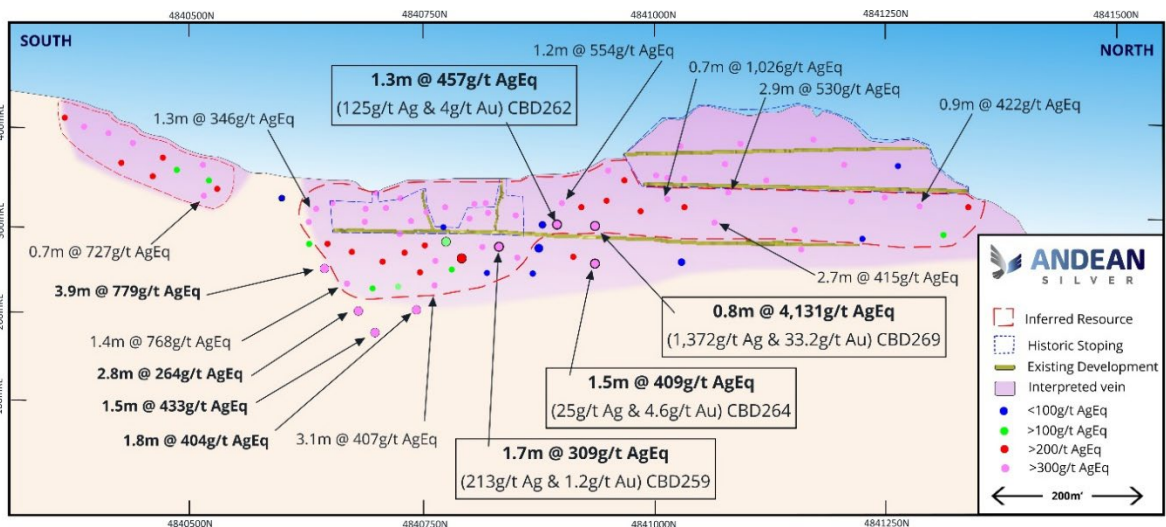 4840500N
4840750N
4841000N
4841250N
4841500N
SOUTH
NORTH
1.2m @ 554g/t AgEq
1.3m @ 457g/t AgEq
(125g/t Ag & 4g/t Au) CBD262
0.7m @ 1,026g/t AgEq
2.9m @ 530g/t AgEq
0.9m @ 422g/t AgEq
1.3m @ 346g/t AgEq
0.7m @ 727g/t AgEq
3.9m @ 779g/t AgEq
1.4m @ 768g/t AgEq
2.8m @ 264g/t AgEq
1.5m @ 433g/t AgEq
1.8m @ 404g/t AgEq
3.1m @ 407g/t AgEq
1.7m @ 309g/t AgEq
(213g/t Ag & 1.2g/t Au) CBD259
1.5m @ 409g/t AgEq
(25g/t Ag & 4.6g/t Au) CBD264
0.8m @ 4,131g/t AgEq
(1,372g/t Ag & 33.2g/t Au) CBD269
2.7m @ 415g/t AgEq
ANDEAN
SILVER
Inferred Resource
Historic Stoping
Existing Development
Interpreted vein
<100g/t AgEq
>100g/t AgEq
>200/t AgEq
>300g/t AgEq
200m'
4840500N
4840750N
4841000N
4841250N